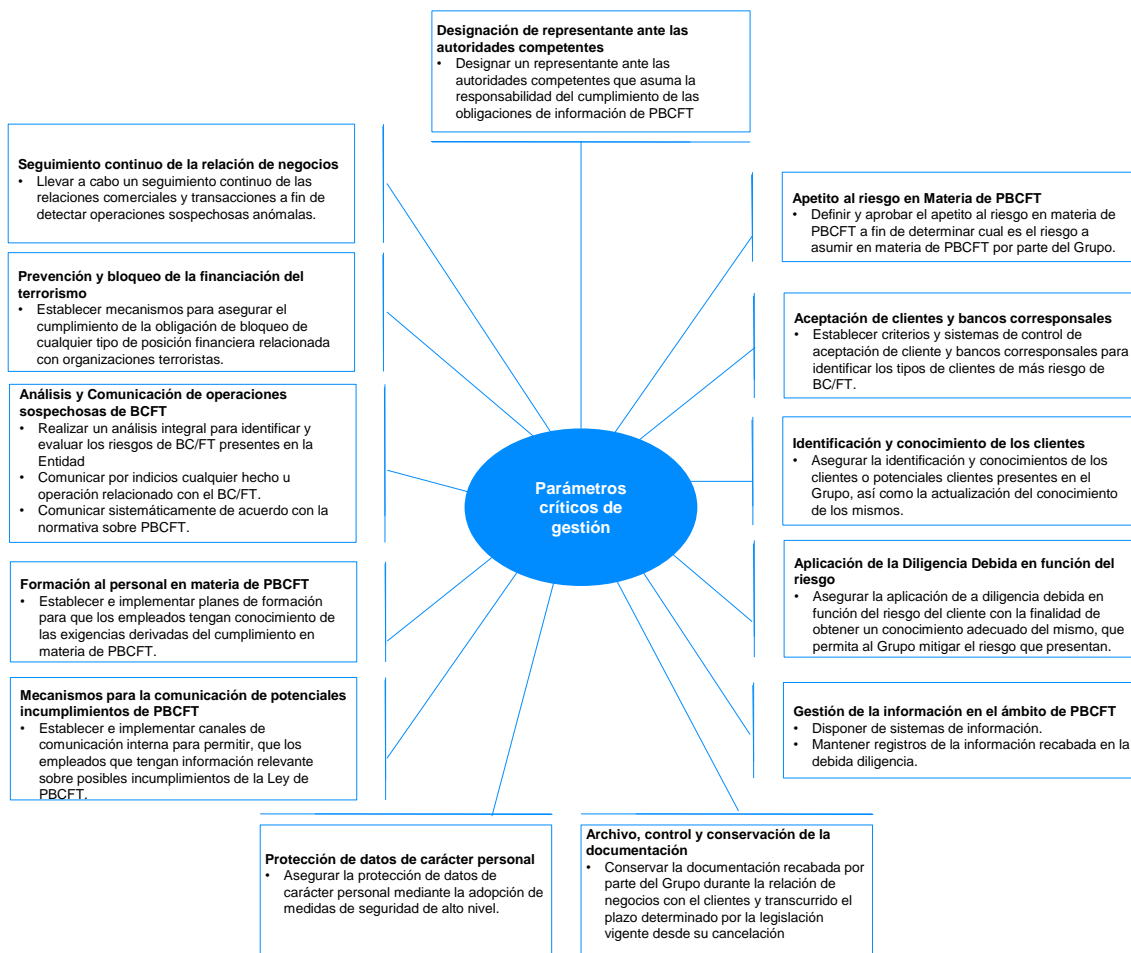 Designación de representante ante las
autoridades competentes
• Designar un representante ante las
autoridades competentes que asuma la
responsabilidad del cumplimiento de las
obligaciones de información de PBCFT
Seguimiento continuo de la relación de negocios
• Llevar a cabo un seguimiento continuo de las
relaciones comerciales y transacciones a fin de
detectar operaciones sospechosas anómalas.
Prevención y bloqueo de la financiación del
terrorismo
• Establecer mecanismos para asegurar el
cumplimiento de la obligación de bloqueo de
cualquier tipo de posición financiera relacionada
con organizaciones terroristas.
Análisis y Comunicación de operaciones
sospechosas de BCFT
• Realizar un análisis integral para identificar y
evaluar los riesgos de BC/FT presentes en la
Entidad
• Comunicar por indicios cualquier hecho u
operación relacionado con el BC/FT.
• Comunicar sistemáticamente de acuerdo con la
normativa sobre PBCFT.
Formación al personal en materia de PBCFT
• Establecer e implementar planes de formación
para que los empleados tengan conocimiento de
las exigencias derivadas del cumplimiento en
materia de PBCFT.
Mecanismos para la comunicación de potenciales
incumplimientos de PBCFT
• Establecer e implementar canales de
comunicación interna para permitir, que los
empleados que tengan información relevante
sobre posibles incumplimientos de la Ley de
PBCFT.
Parámetros
críticos de
gestión
Apetito al riesgo en Materia de PBCFT
• Definir y aprobar el apetito al riesgo en materia de
PBCFT a fin de determinar cual es el riesgo a
asumir en materia de PBCFT por parte del Grupo.
Aceptación de clientes y bancos corresponsales
• Establecer criterios y sistemas de control de
aceptación de cliente y bancos corresponsales para
identificar los tipos de clientes de más riesgo de
BC/FT.
Identificación y conocimiento de los clientes
• Asegurar la identificación y conocimientos de los
clientes o potenciales clientes presentes en el
Grupo, así como la actualización del conocimiento
de los mismos.
Aplicación de la Diligencia Debida en función del
riesgo
• Asegurar la aplicación de a diligencia debida en
función del riesgo del cliente con la finalidad de
obtener un conocimiento adecuado del mismo, que
permita al Grupo mitigar el riesgo que presentan.
Gestión de la información en el ámbito de PBCFT
• Disponer de sistemas de información.
• Mantener registros de la información recabada en la
debida diligencia.
Protección de datos de carácter personal
• Asegurar la protección de datos de
carácter personal mediante la adopción de
medidas de seguridad de alto nivel.
Archivo, control y conservación de la
documentación
• Conservar la documentación recabada por
parte del Grupo durante la relación de
negocios con el clientes y transcurrido el
plazo determinado por la legislación
vigente desde su cancelación